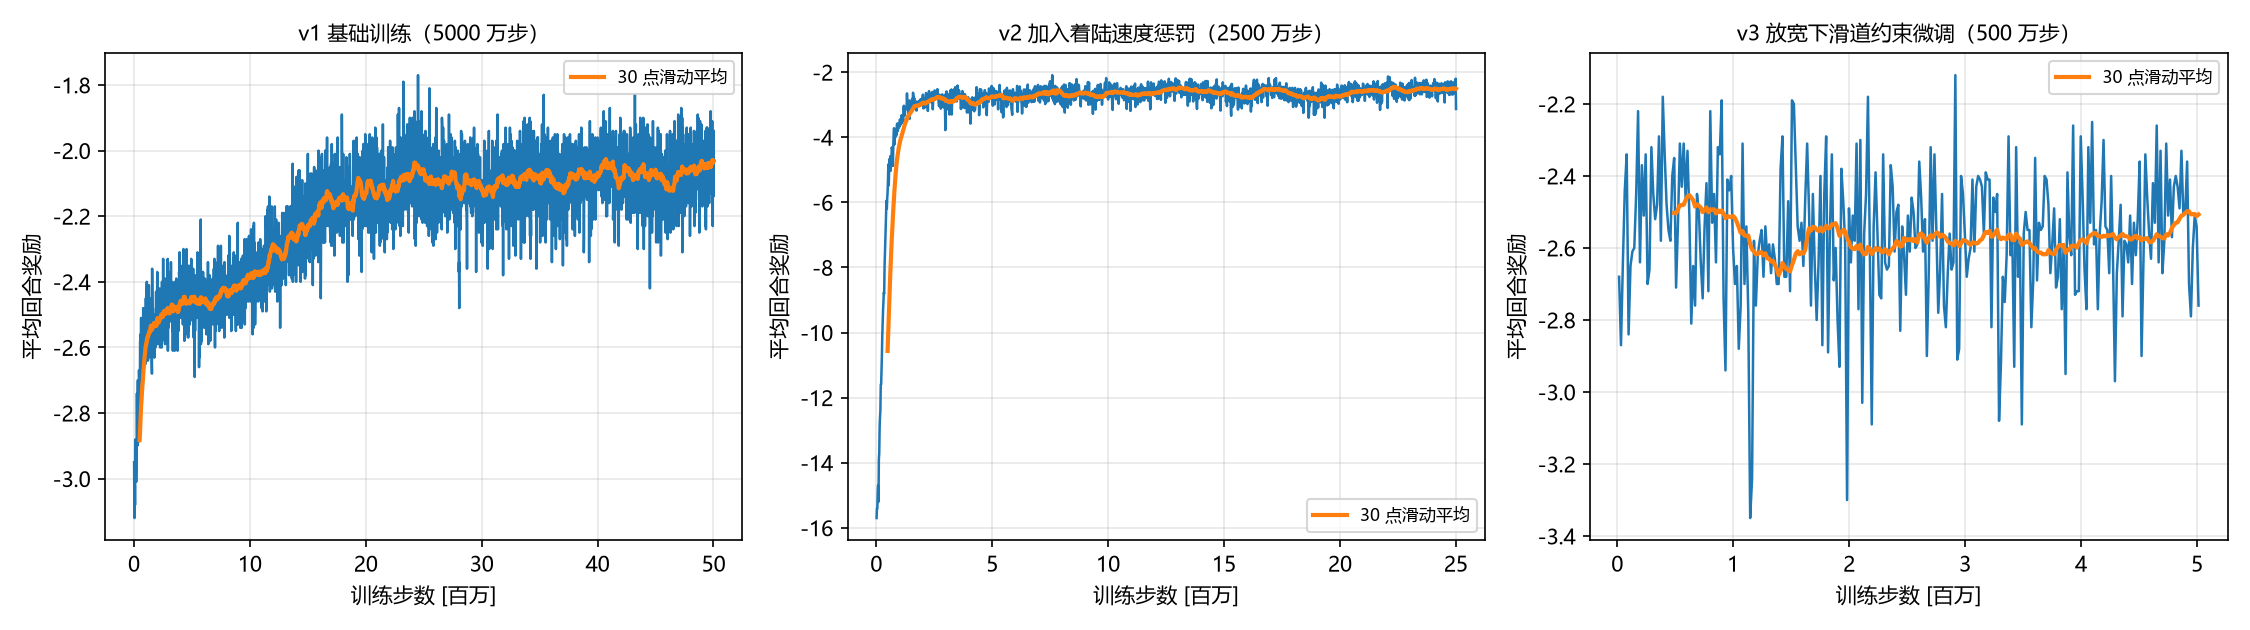 v1 基础训练（5000 万步）
30 点滑动平均
平均回合奖励
-1.8
-2.0
-2.2
-2.4
-2.6
-2.8
-3.0
0 10 20 30 40 50
训练步数 [百万]
v2 加入着陆速度惩罚（2500 万步）
平均回合奖励
-2
-4
-6
-8
-10
-12
-14
-16
30 点滑动平均
0 5 10 15 20 25
训练步数 [百万]
v3 放宽下滑道约束微调（500 万步）
30 点滑动平均
平均回合奖励
-2.2
-2.4
-2.6
-2.8
-3.0
-3.2
-3.4
0 1 2 3 4 5
训练步数 [百万]